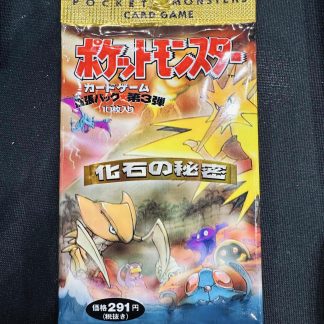 POCKET MONSTERS
CARD GAME
ポケットモンスター
カードゲーム
拡張パック 第3弾
10枚入り
化石の秘密
価格291円
(税抜き)